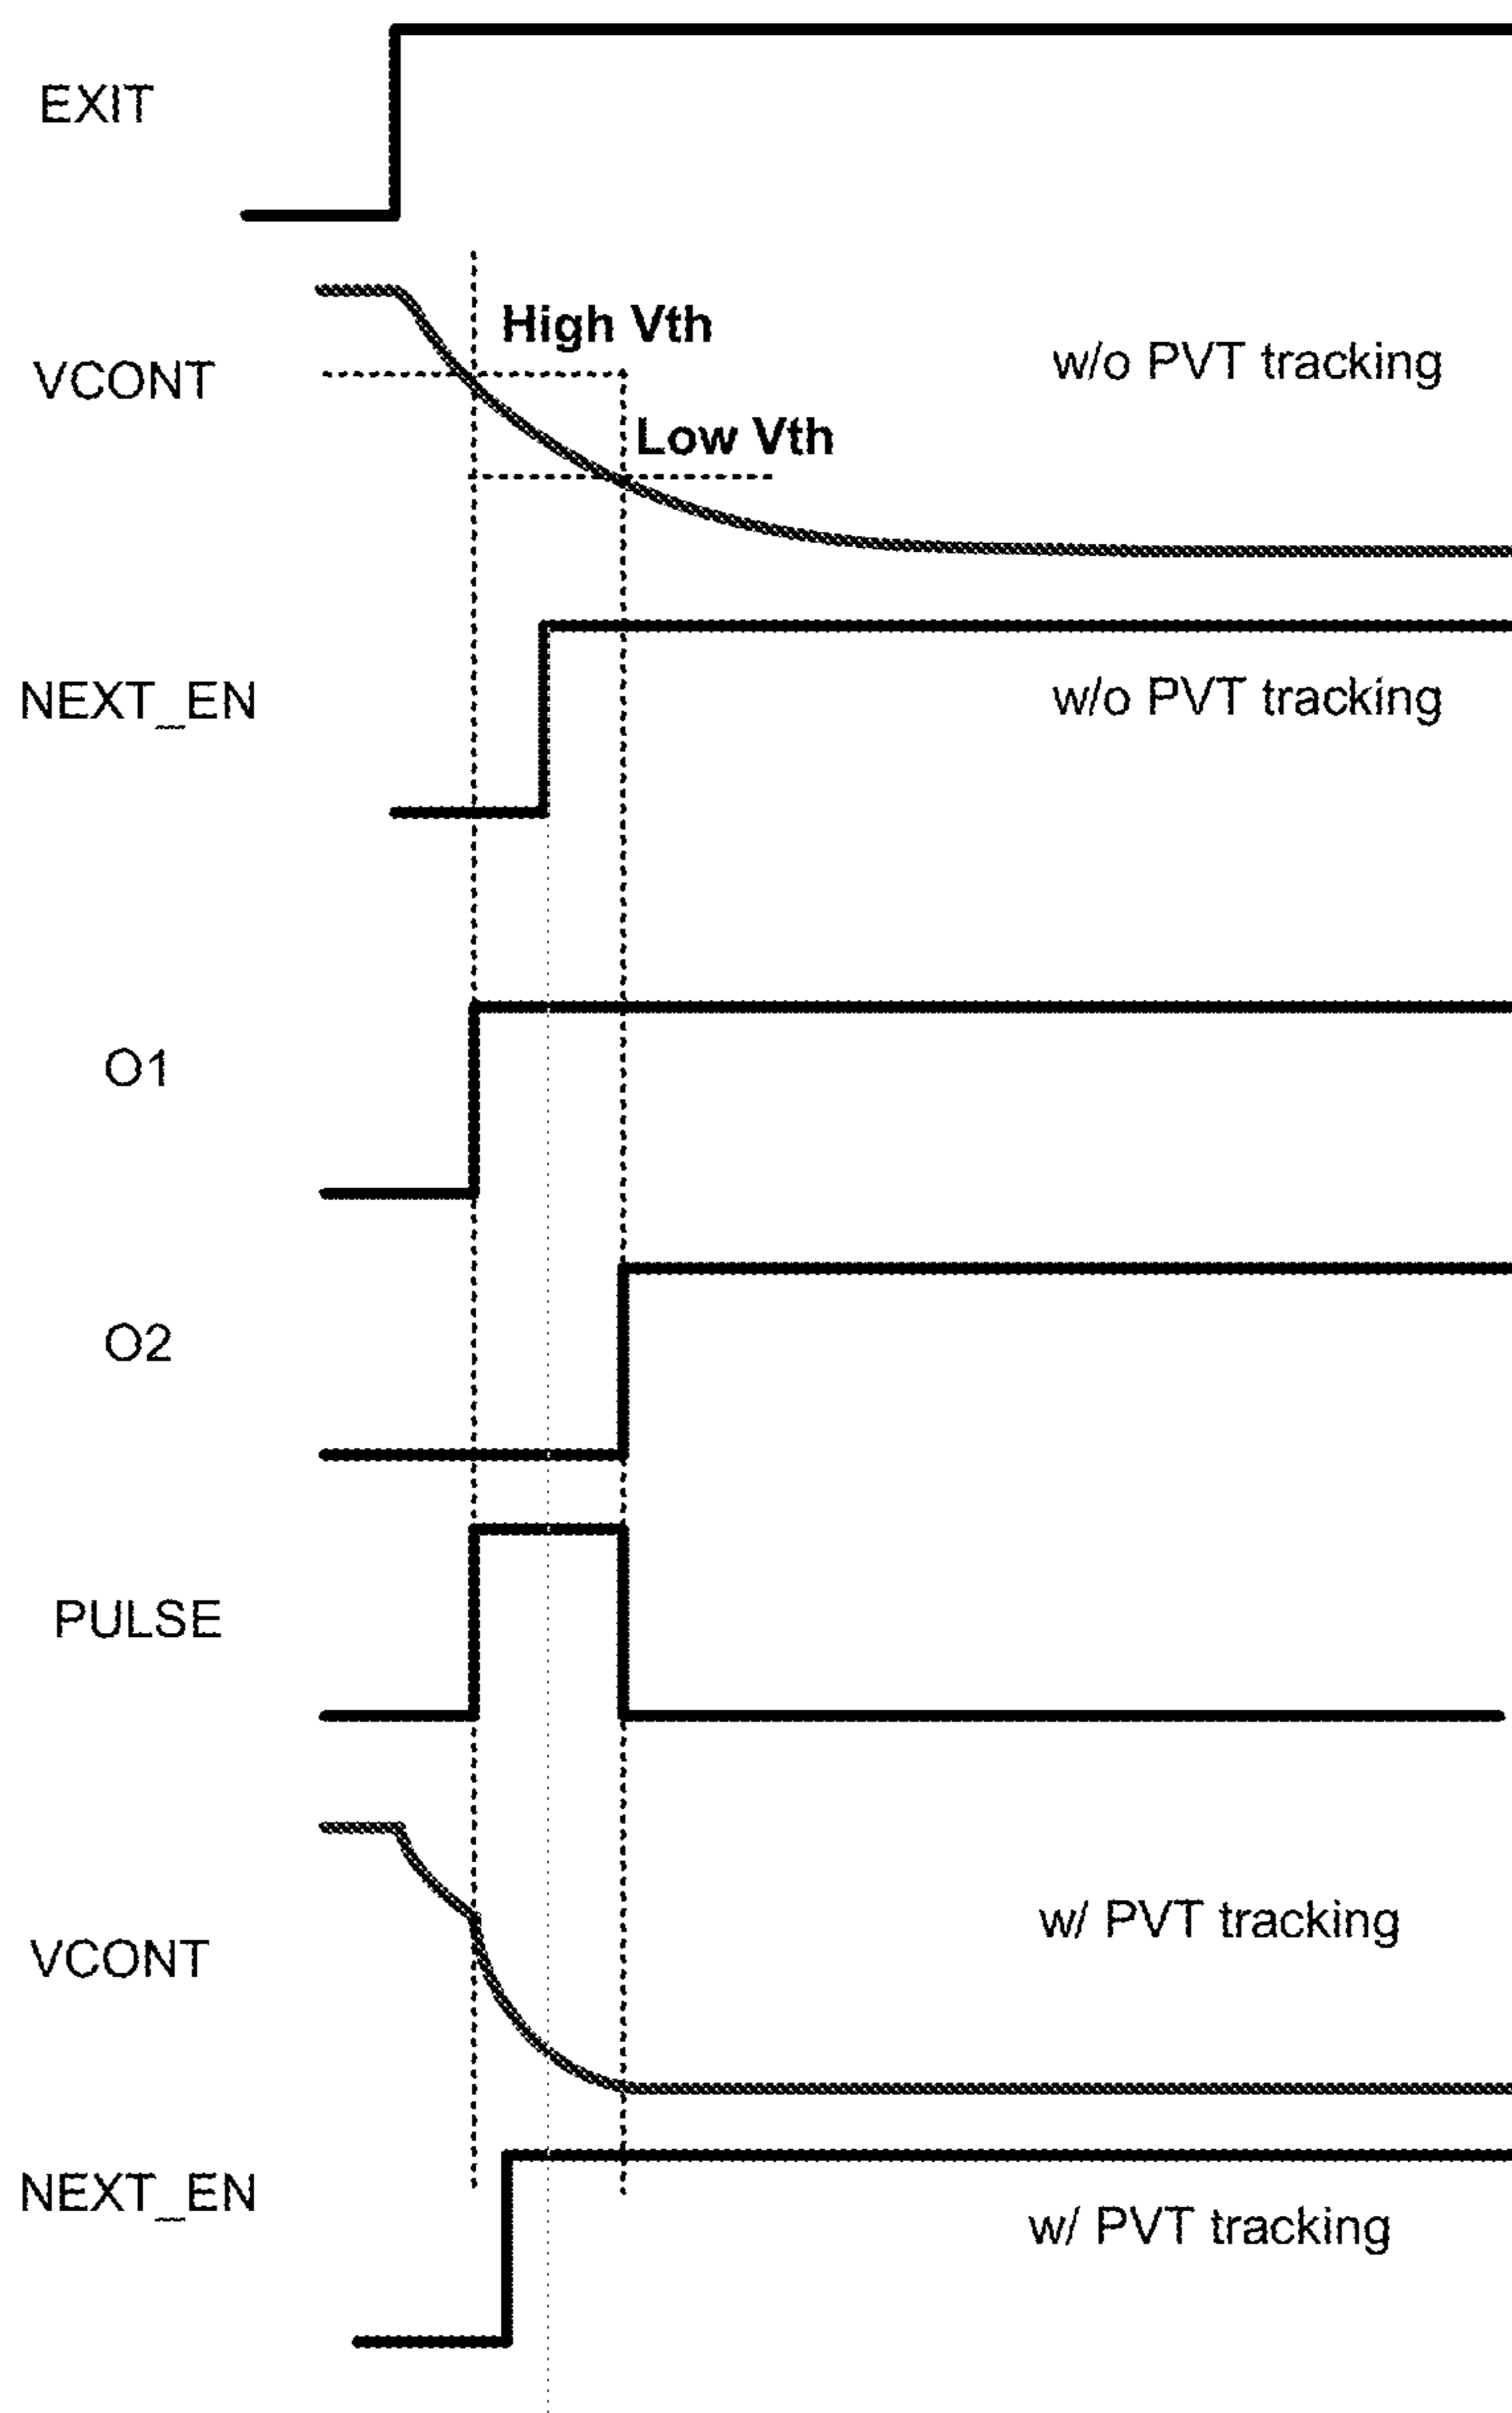 EXIT
High Vth
VCONT
w/o PVT tracking
Low Vth
NEXT_EN
w/o PVT tracking
O1
O2
PULSE
VCONT
w/ PVT tracking
NEXT_EN
w/ PVT tracking